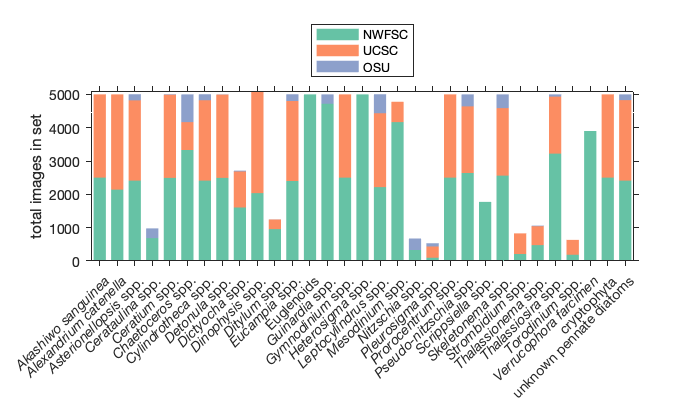 NWFSC
UCSC
OSU
total images in set
5000
4000
3000
2000
1000
0
Akashiwo sanguinea
Alexandrium catenella
Asterionellopsis spp.
Cerataulina spp.
Ceratium spp.
Chaetoceros spp.
Cylindrotheca spp.
Detonula spp.
Dictyocha spp.
Dinophysis spp.
Ditylum spp.
Eucampia spp.
Euglenoids
Guinardia spp.
Gymnodinium spp.
Heterosigma spp.
Leptocylindrus spp.
Mesodinium spp.
Nitzschia spp.
Pleurosigma spp.
Prorocentrum spp.
Pseudo-nitzschia spp.
Scrippsiella spp.
Skeletonema spp.
Strombidium spp.
Thalassionema spp.
Thalassiosira spp.
Torodinium spp.
Verrucophora farcimen
cryptophyta
unknown pennate diatoms